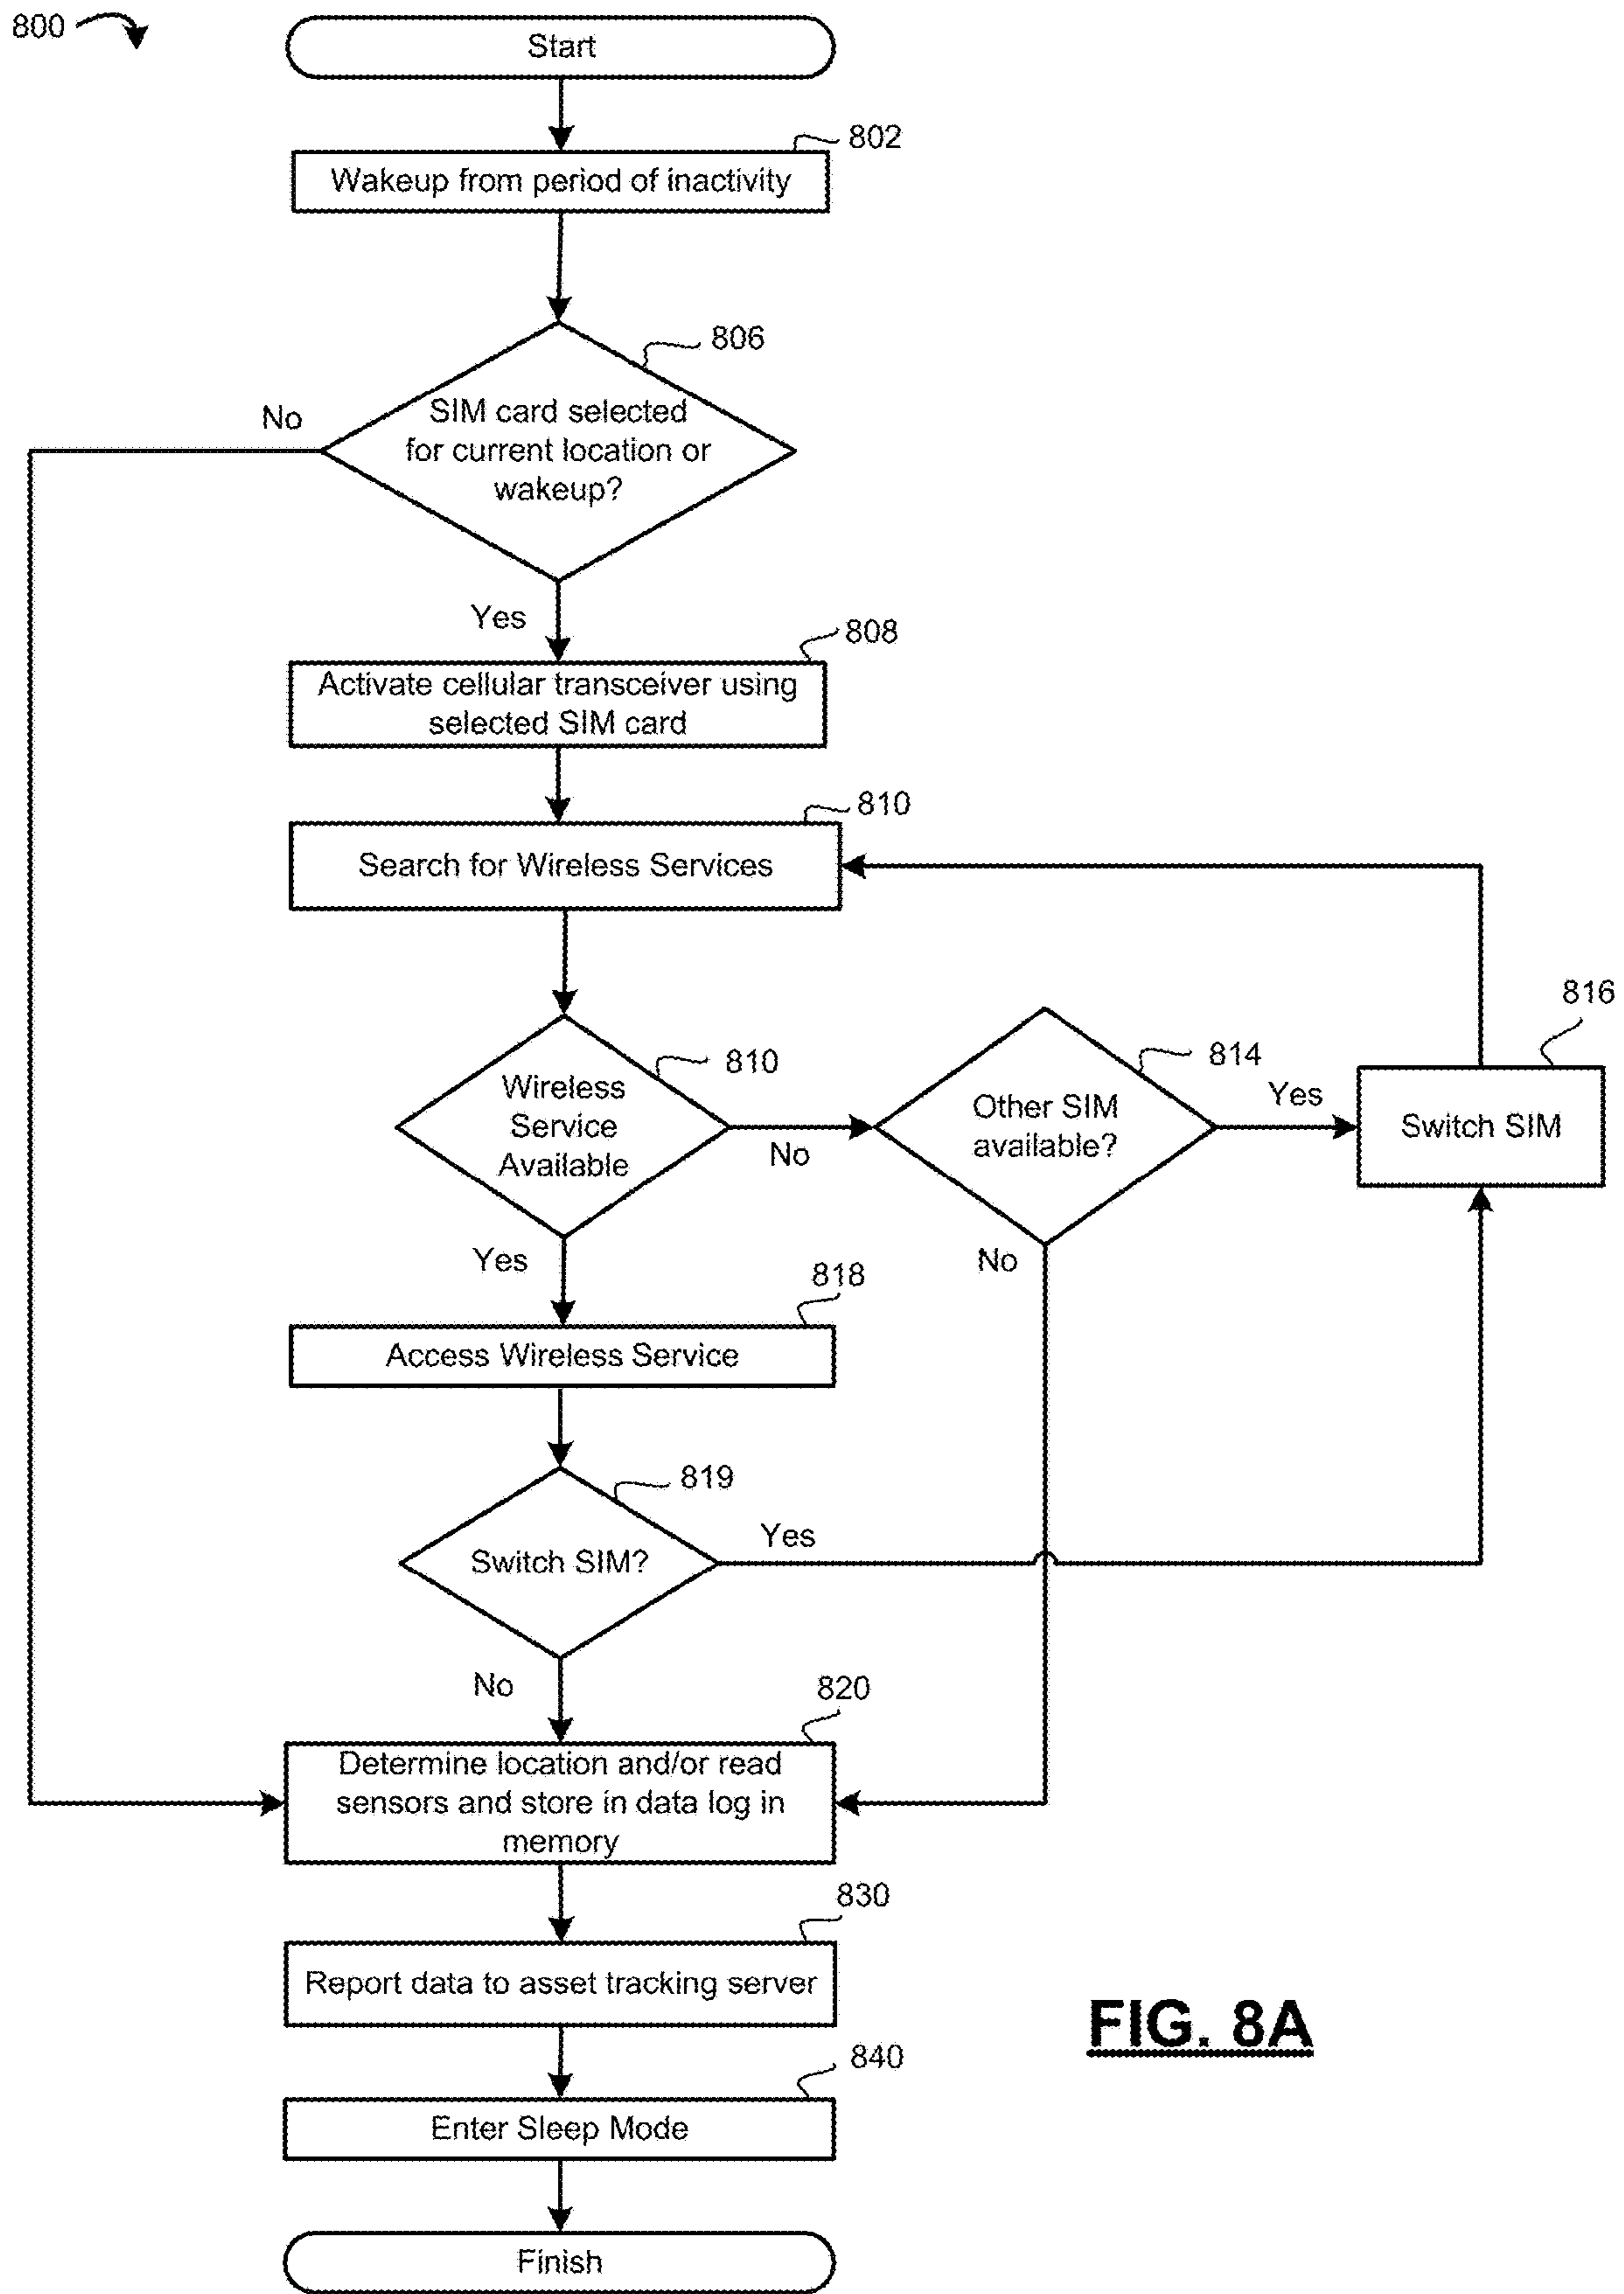 800
Start
802
Wakeup from period of inactivity
806
No
SIM card selected
for current location or
wakeup?
Yes
808
Activate cellular transceiver using
selected SIM card
810
Search for Wireless Services
816
810
814
Wireless
Service
Available
Other SIM
available?
Yes
Switch SIM
No
Yes
No
818
Access Wireless Service
819
Yes
Switch SIM?
No
820
Determine location and/or read
sensors and store in data log in
memory
830
Report data to asset tracking server
FIG. 8A
840
Enter Sleep Mode
Finish